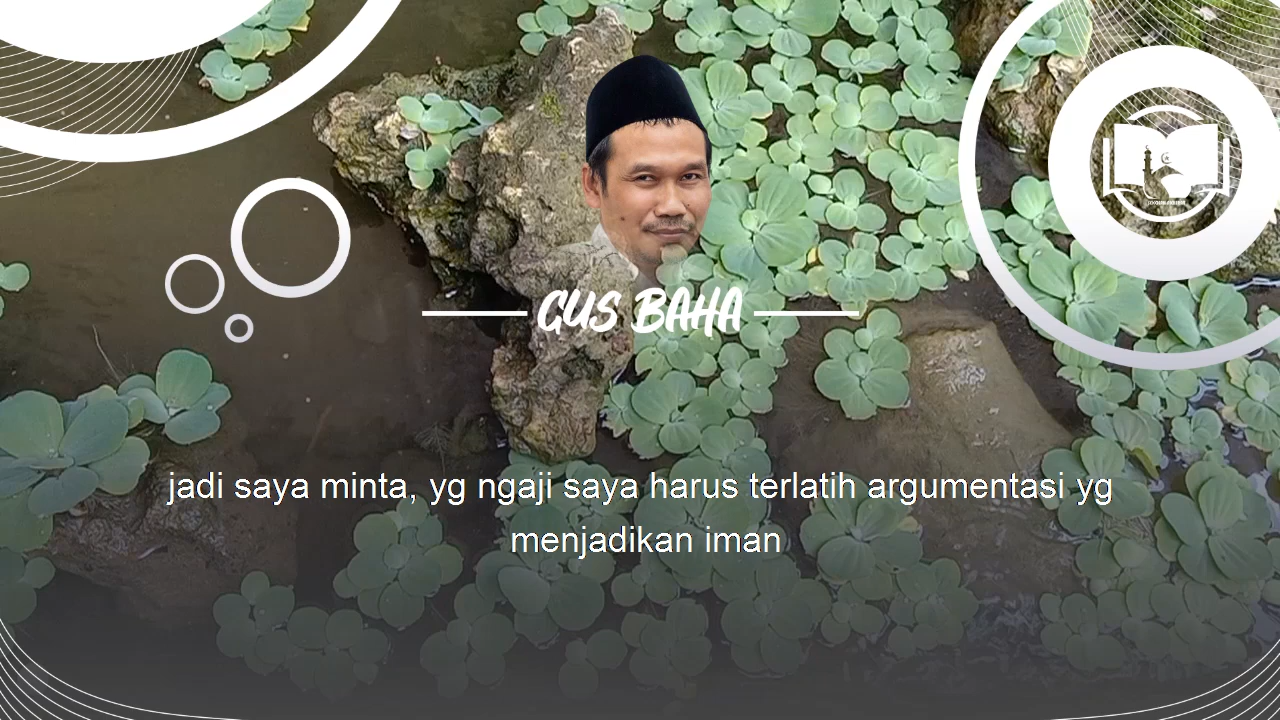 GUS BAHA
jadi saya minta, yg ngaji saya harus terlatih argumentasi yg
menjadikan iman